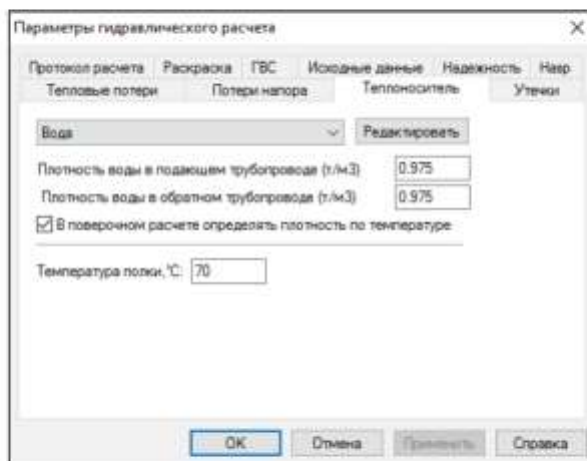 Параметры гидравлического расчета
Протокол расчета Раскраска ГВС Исходные данные Надежность Напр
Тепловые потери Потери напора Теплоноситель Утечки
Вода Редактировать
Плотность воды в подающем трубопроводе (т/м3) 0.975
Плотность воды в обратном трубопроводе (т/м3) 0.975
В поверочном расчете определять плотность по температуре
Температура полки,°C: 70
OK Отмена Применить Справка